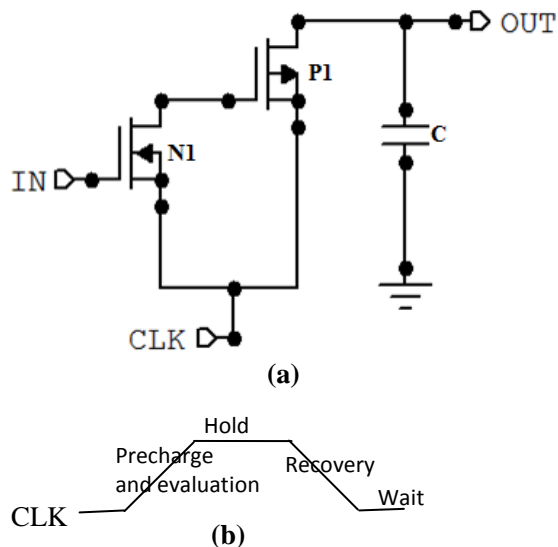 OUT
P1
C
N1
IN
CLK
(a)
Hold
Precharge
and evaluation
Recovery
Wait
CLK
(b)